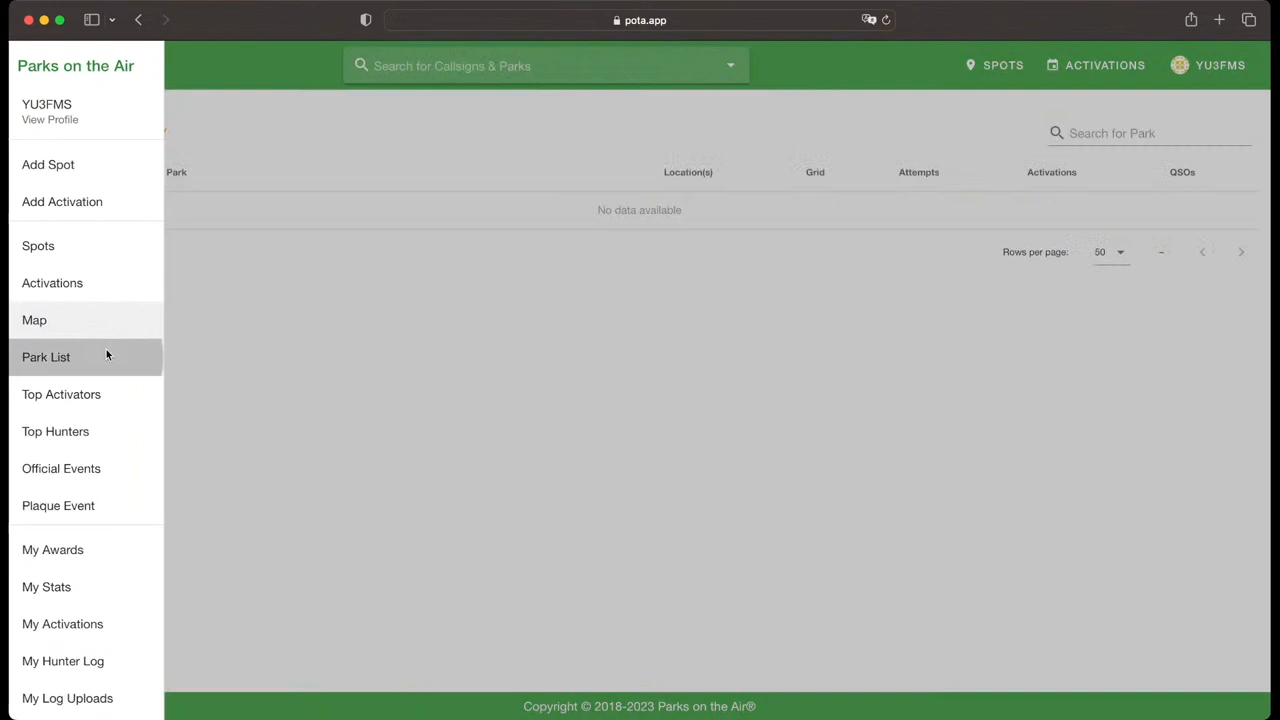 pota.app
Parks on the Air
Search for Callsigns & Parks
SPOTS
ACTIVATIONS
YU3FMS
YU3FMS
View Profile
Add Spot
Add Activation
Spots
Activations
Map
Park List
Top Activators
Top Hunters
Official Events
Plaque Event
My Awards
My Stats
My Activations
My Hunter Log
My Log Uploads
Search for Park
Park Location(s) Grid Attempts Activations QSOs
No data available
Rows per page: 50 –
Copyright © 2018-2023 Parks on the Air®